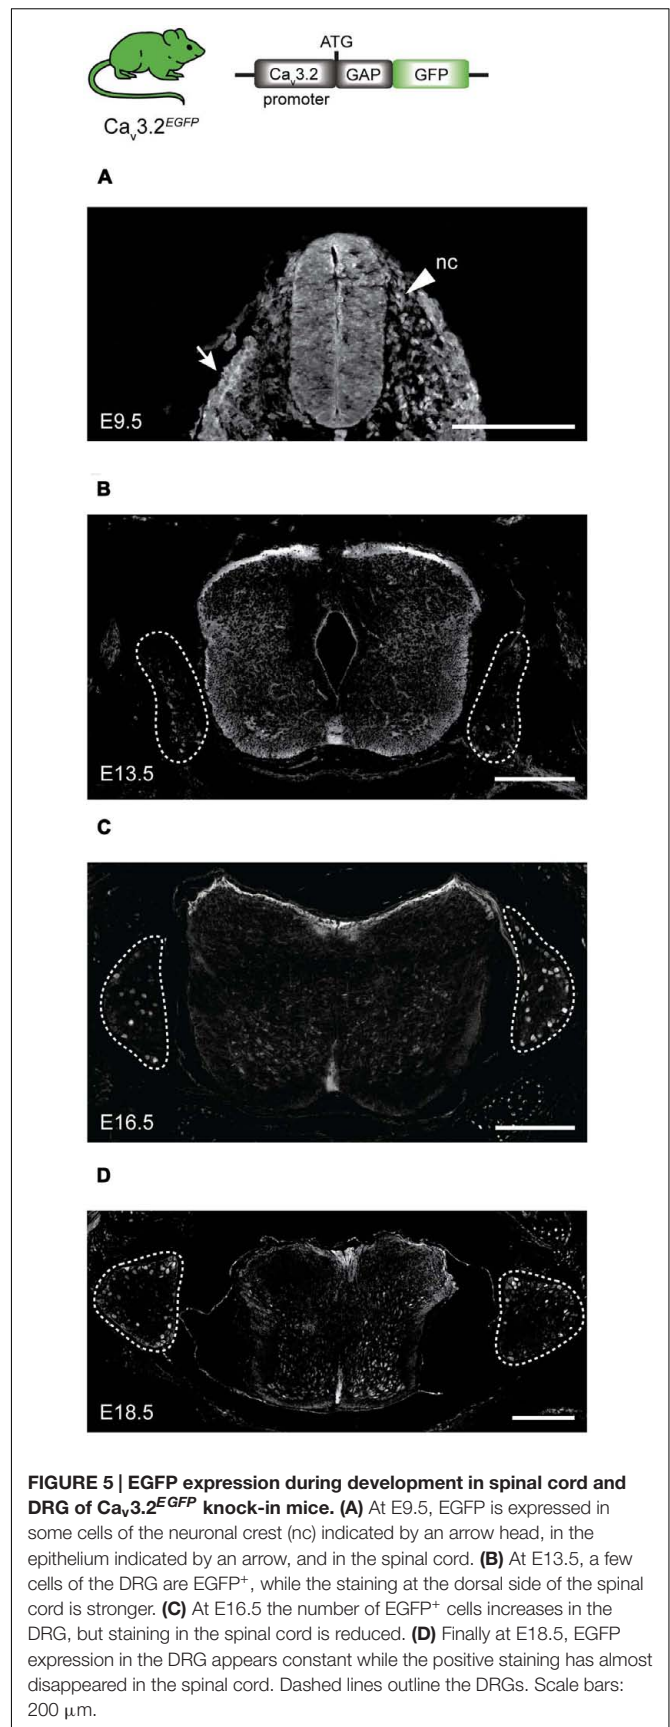 ATG
Caᵥ3.2 GAP GFP
promoter
Caᵥ3.2ᴱᴳᶠᴾ
A
nc
E9.5
B
E13.5
C
E16.5
D
E18.5
FIGURE 5 | EGFP expression during development in spinal cord and
DRG of Caᵥ3.2ᴱᴳᶠᴾ knock-in mice. (A) At E9.5, EGFP is expressed in
some cells of the neuronal crest (nc) indicated by an arrow head, in the
epithelium indicated by an arrow, and in the spinal cord. (B) At E13.5, a few
cells of the DRG are EGFP⁺, while the staining at the dorsal side of the spinal
cord is stronger. (C) At E16.5 the number of EGFP⁺ cells increases in the
DRG, but staining in the spinal cord is reduced. (D) Finally at E18.5, EGFP
expression in the DRG appears constant while the positive staining has almost
disappeared in the spinal cord. Dashed lines outline the DRGs. Scale bars:
200 μm.